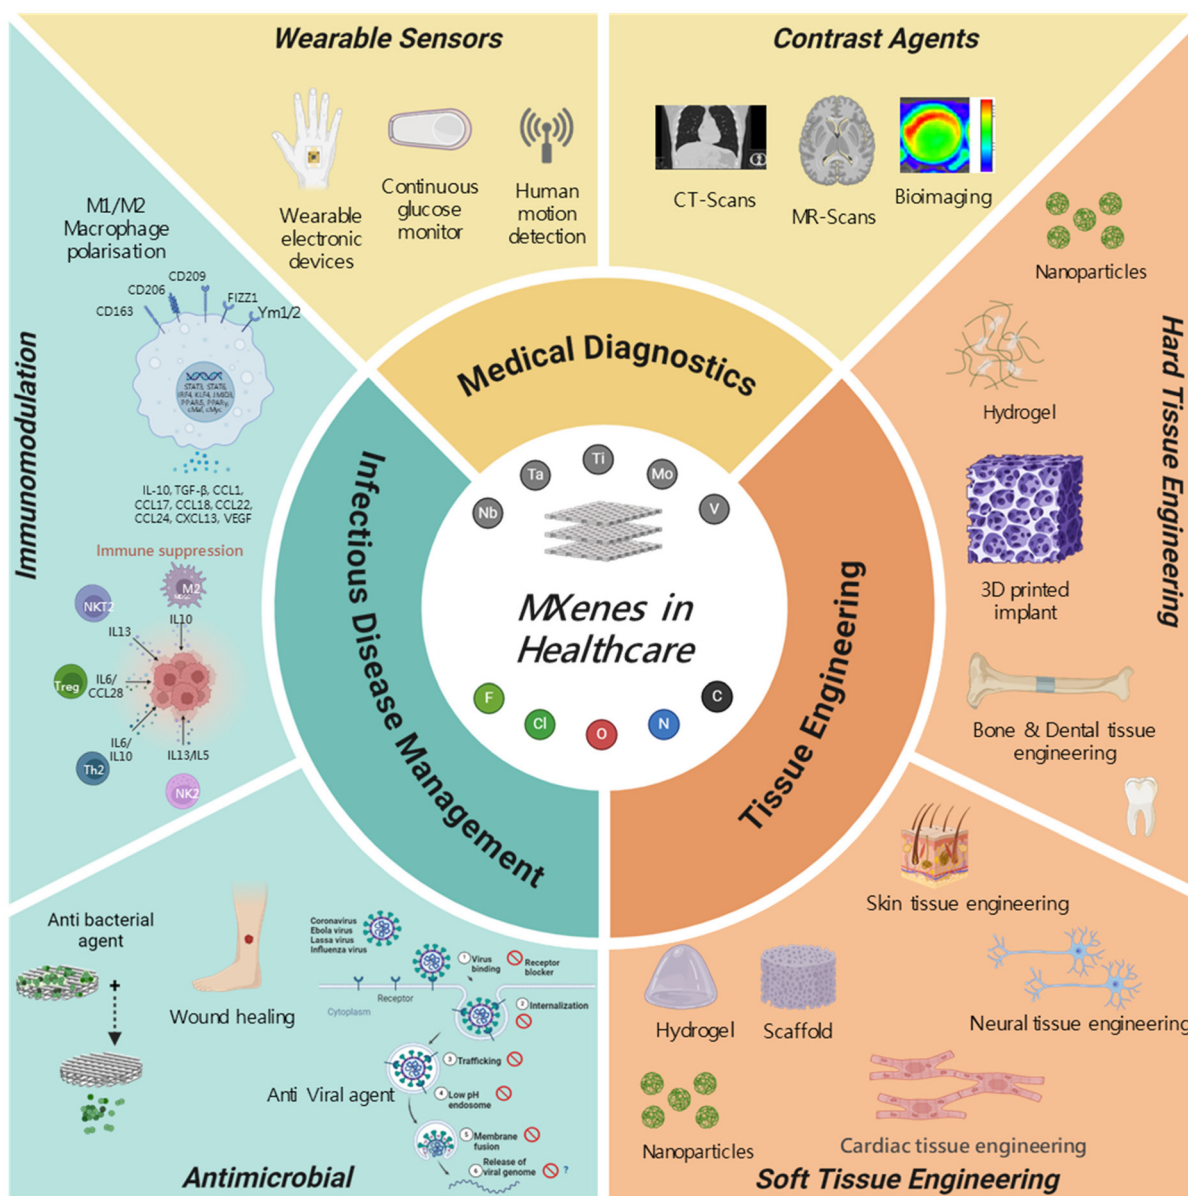 Wearable Sensors
Wearable
electronic
devices
Continuous
glucose
monitor
Human
motion
detection
Contrast Agents
CT-Scans
MR-Scans
Bioimaging
Medical Diagnostics
Immunomodulation
M1/M2
Macrophage
polarisation
CD163
CD206
CD209
FIZZ1
Ym1/2
IL-10, TGF-β, CCL1,
CCL17, CCL18, CCL22,
CCL24, CXCL13, VEGF
Immune suppression
NKT2
M2
IL13
IL10
Treg
IL6/
CCL28
IL6/
IL10
Th2
IL13/IL5
NK2
Infectious Disease Management
Nb
Ta
Ti
Mo
V
MXenes in
Healthcare
F
Cl
O
N
C
Tissue Engineering
Hard Tissue Engineering
Nanoparticles
Hydrogel
3D printed
implant
Bone & Dental tissue
engineering
Anti bacterial
agent
+
Wound healing
Coronavirus
Ebola virus
Lassa virus
Influenza virus
1 Virus
binding
Receptor
blocker
Receptor
Cytoplasm
2 Internalization
3 Trafficking
Anti Viral agent
4 Low pH
endosome
5 Membrane
fusion
6 Release of
viral genome
?
Antimicrobial
Skin tissue engineering
Hydrogel
Scaffold
Neural tissue engineering
Nanoparticles
Cardiac tissue engineering
Soft Tissue Engineering